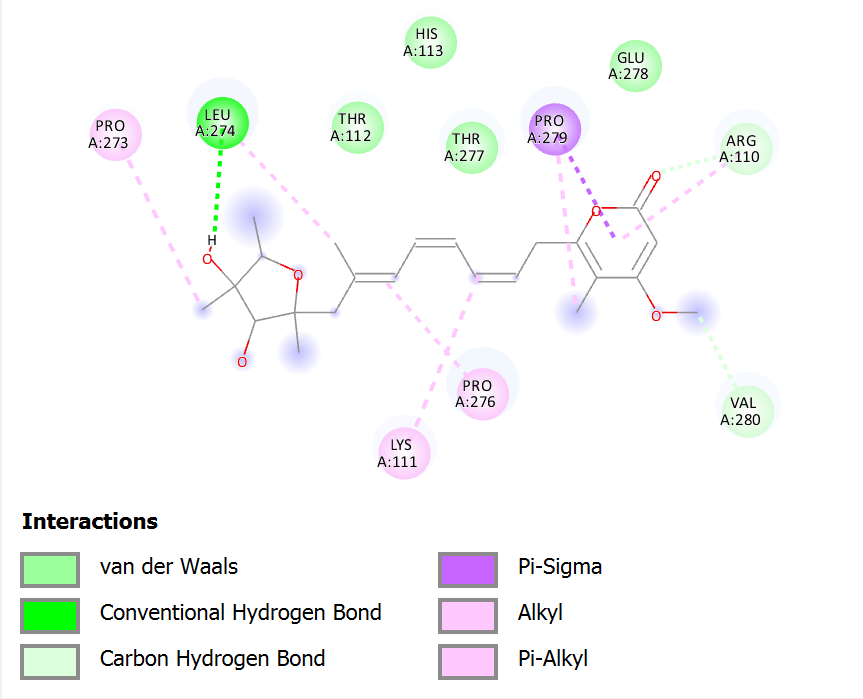 HIS
A:113
GLU
A:278
LEU
A:274
PRO
A:273
THR
A:112
THR
A:277
PRO
A:279
ARG
A:110
O
O
H
O
O
O
O
PRO
A:276
VAL
A:280
LYS
A:111
Interactions
van der Waals
Conventional Hydrogen Bond
Carbon Hydrogen Bond
Pi-Sigma
Alkyl
Pi-Alkyl